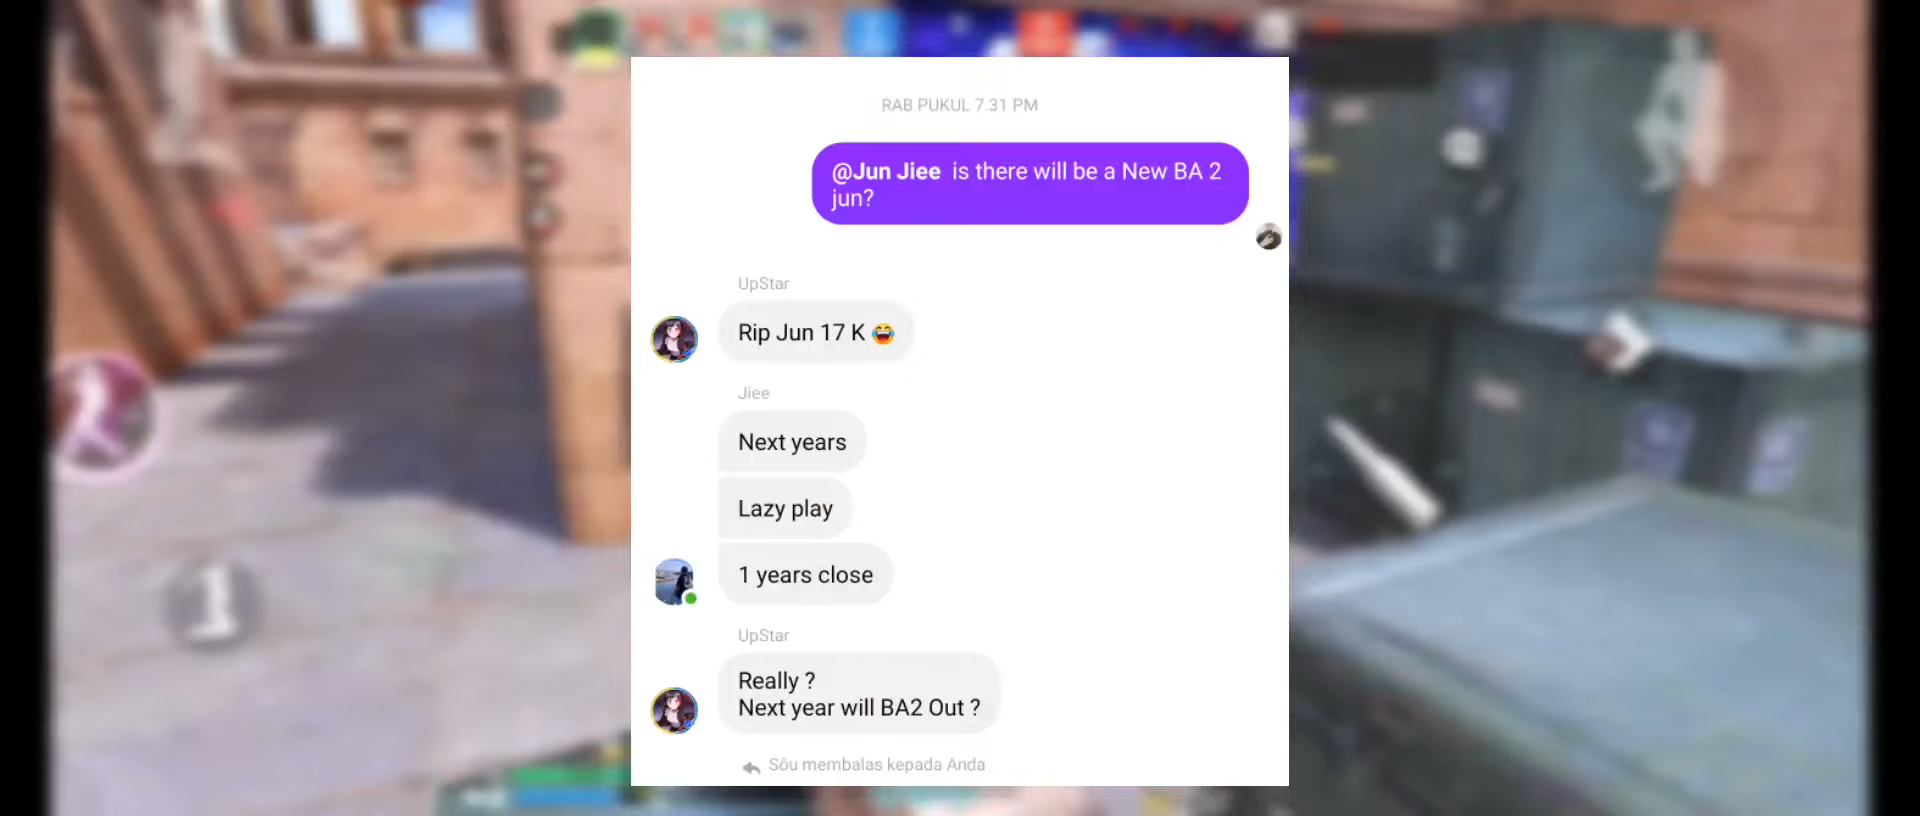 RAB PUKUL 7.31 PM
@Jun Jiee is there will be a New BA 2
jun?
UpStar
Rip Jun 17 K 😂
Jiee
Next years
Lazy play
1 years close
UpStar
Really ?
Next year will BA2 Out ?
Sôu membalas kepada Anda
1